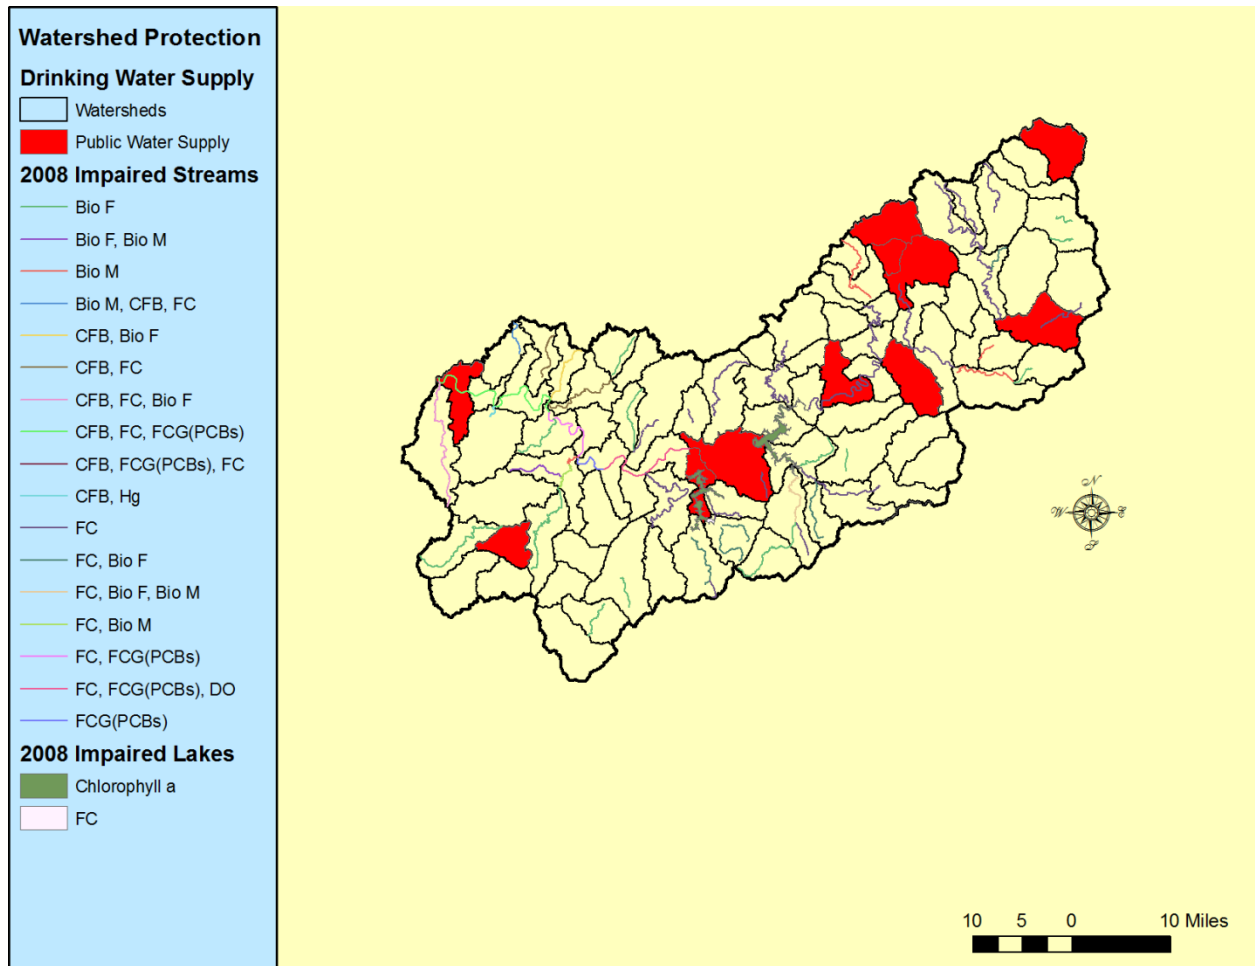 Watershed Protection
Drinking Water Supply
Watersheds
Public Water Supply
2008 Impaired Streams
Bio F
Bio F, Bio M
Bio M
Bio M, CFB, FC
CFB, Bio F
CFB, FC
CFB, FC, Bio F
CFB, FC, FCG(PCBs)
CFB, FCG(PCBs), FC
CFB, Hg
FC
FC, Bio F
FC, Bio F, Bio M
FC, Bio M
FC, FCG(PCBs)
FC, FCG(PCBs), DO
FCG(PCBs)
2008 Impaired Lakes
Chlorophyll a
FC
N
W E
S
10 5 0 10 Miles